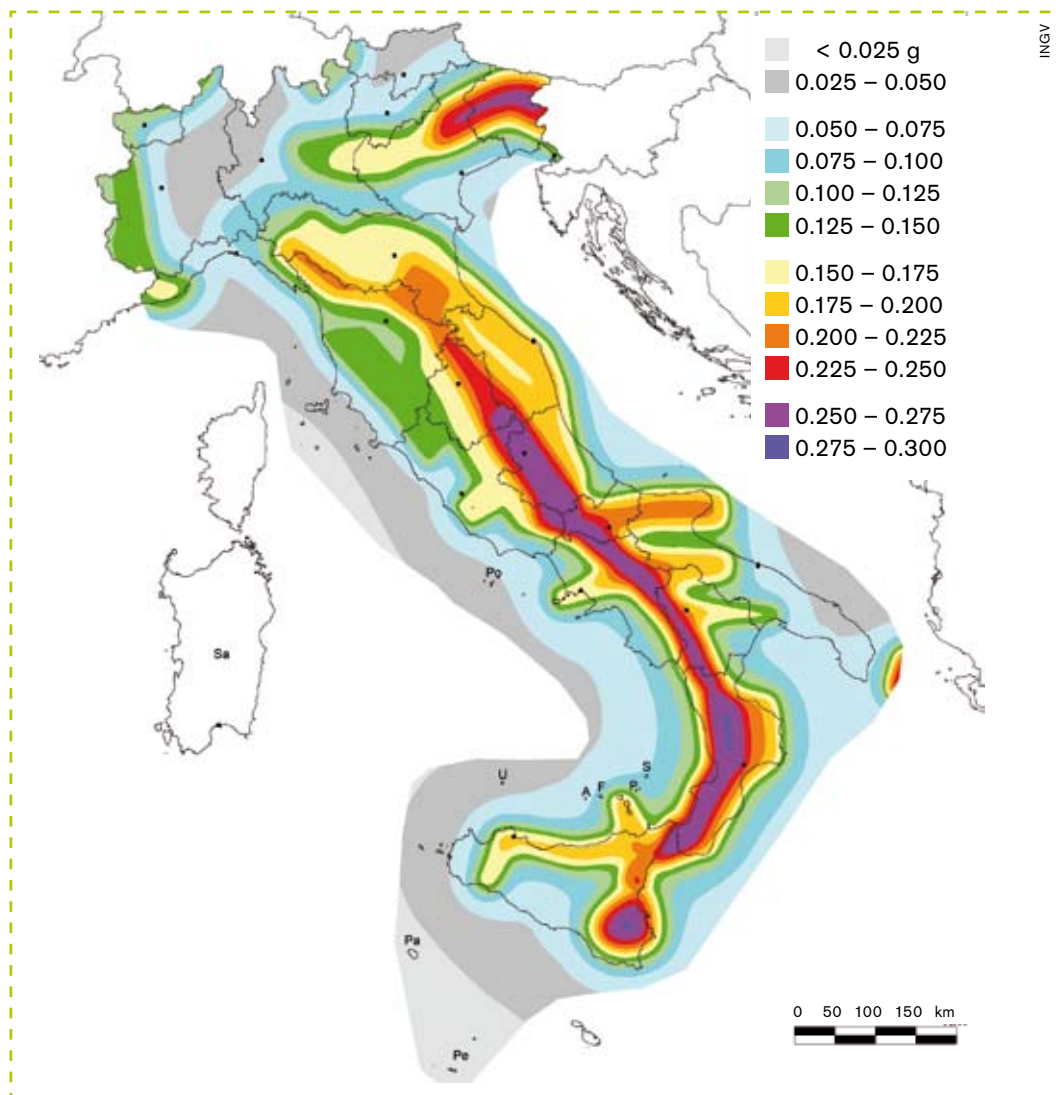 INGV
< 0.025 g
0.025 – 0.050
0.050 – 0.075
0.075 – 0.100
0.100 – 0.125
0.125 – 0.150
0.150 – 0.175
0.175 – 0.200
0.200 – 0.225
0.225 – 0.250
0.250 – 0.275
0.275 – 0.300
Po
Sa
S
U
A F P
Pa
Pe
0 50 100 150 km